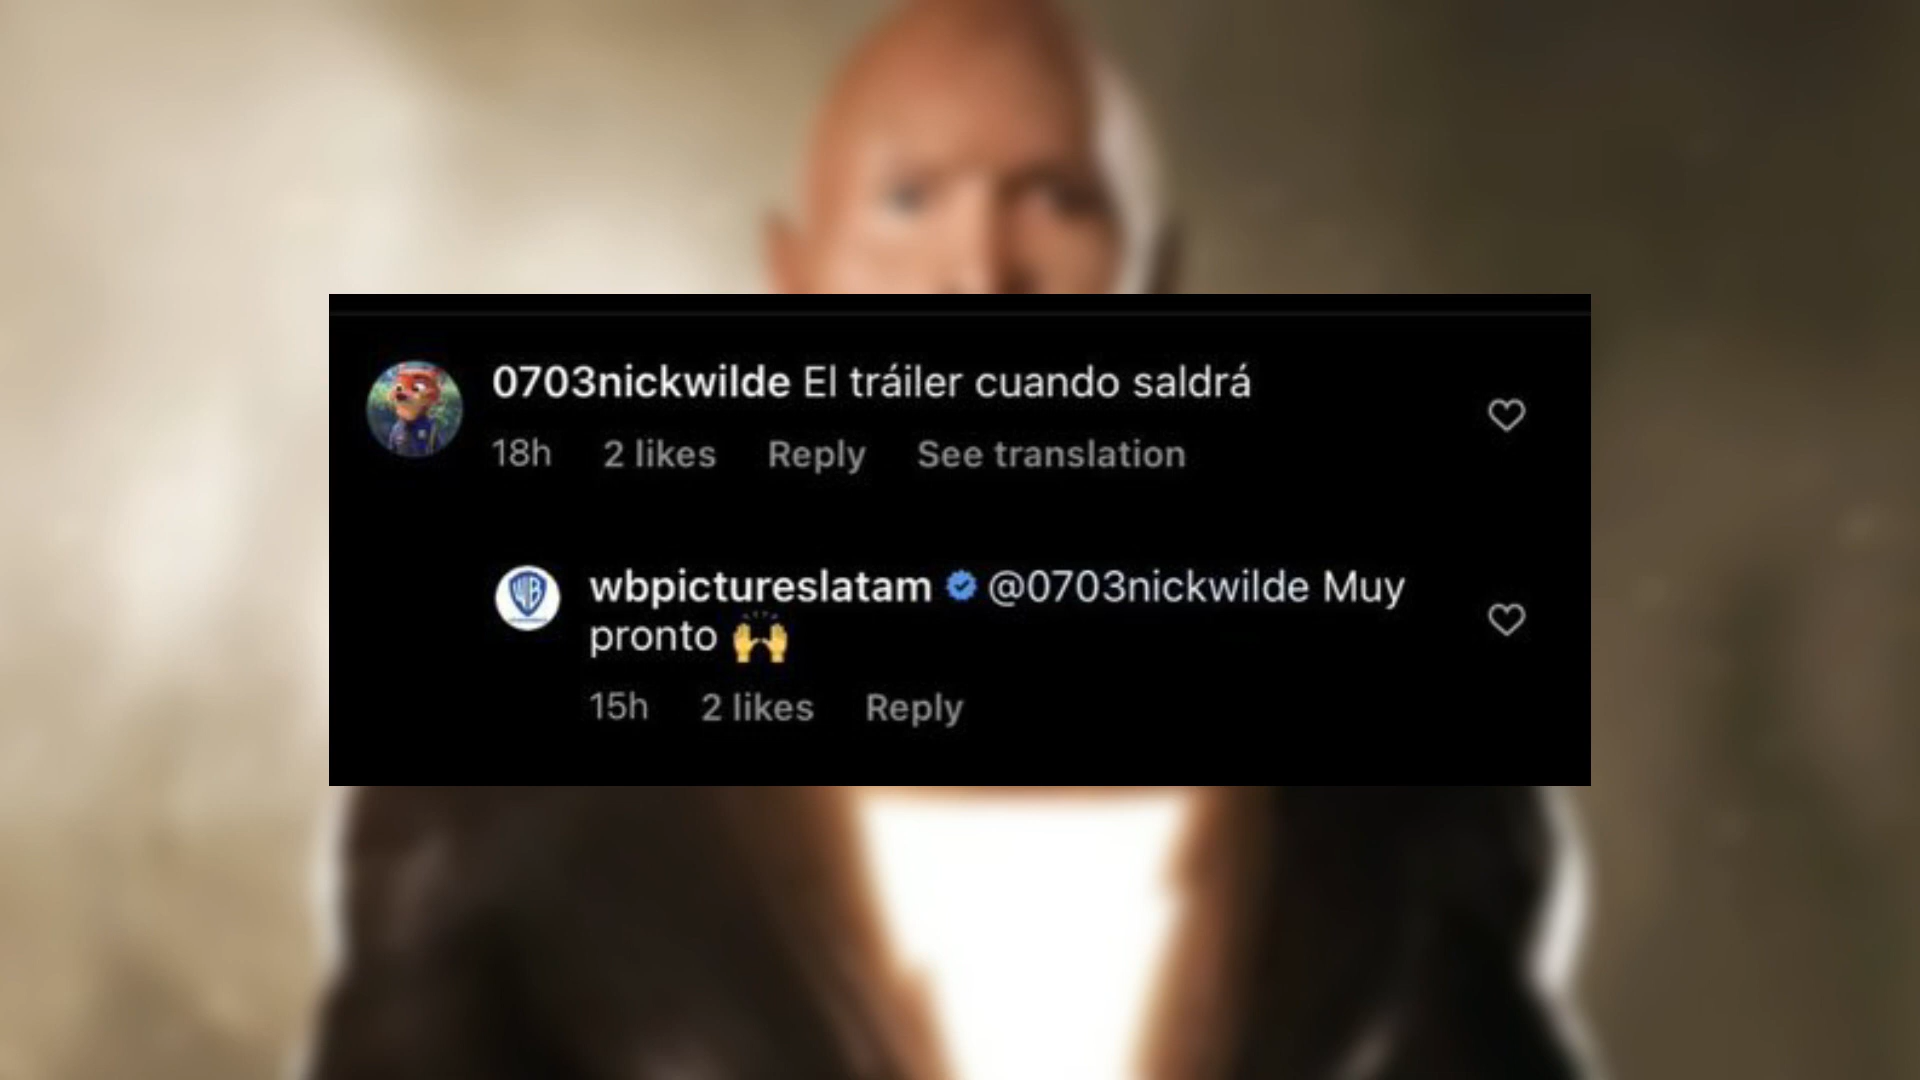 0703nickwilde El tráiler cuando saldrá
18h 2 likes Reply See translation
wbpictureslatam @0703nickwilde Muy
pronto 🙌
15h 2 likes Reply